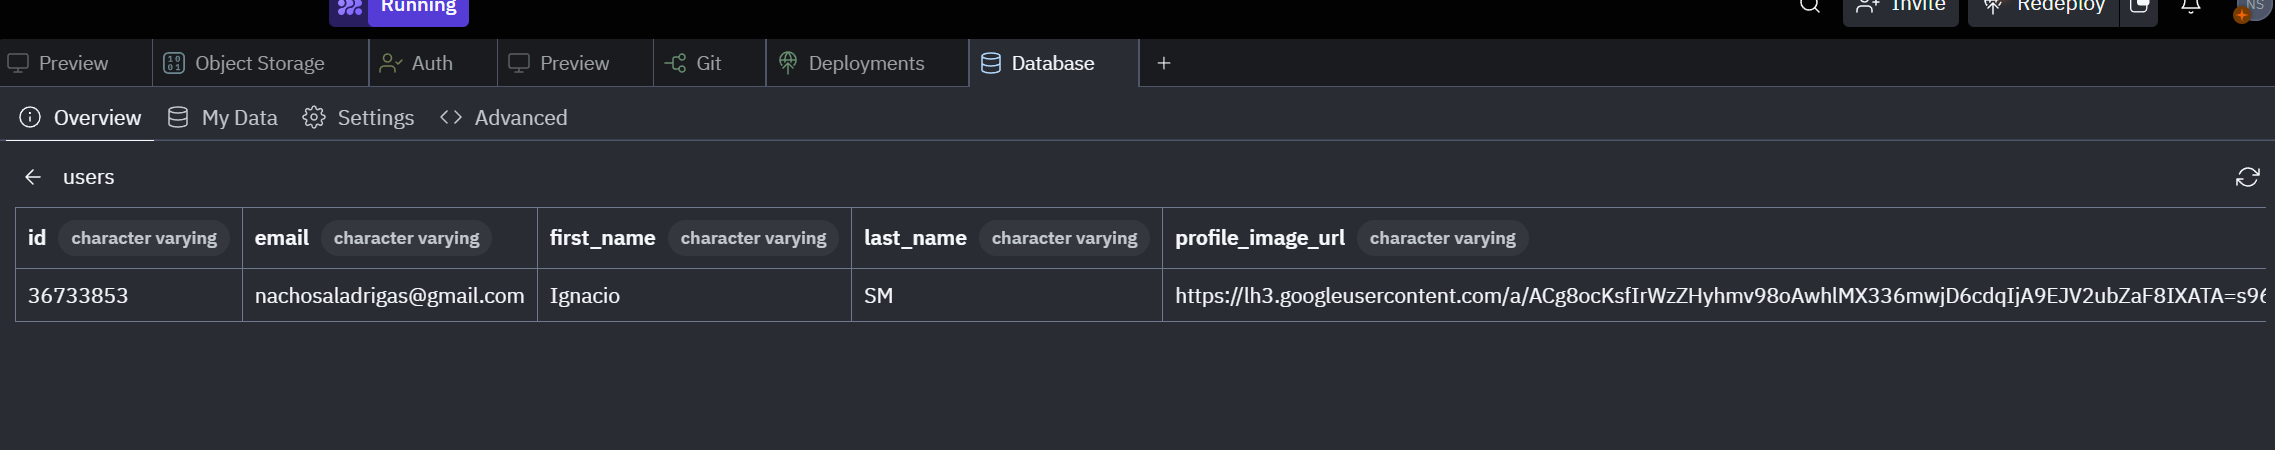 Running
Invite
Redeploy
NS
Preview
Object Storage
Auth
Preview
Git
Deployments
Database
+
Overview
My Data
Settings
Advanced
users
id character varying email character varying first_name character varying last_name character varying profile_image_url character varying
36733853 nachosaladrigas@gmail.com Ignacio SM https://lh3.googleusercontent.com/a/ACg8ocKsfIrWzZHyhmv98oAwhlMX336mwjD6cdqIjA9EJV2ubZaF8IXATA=s96